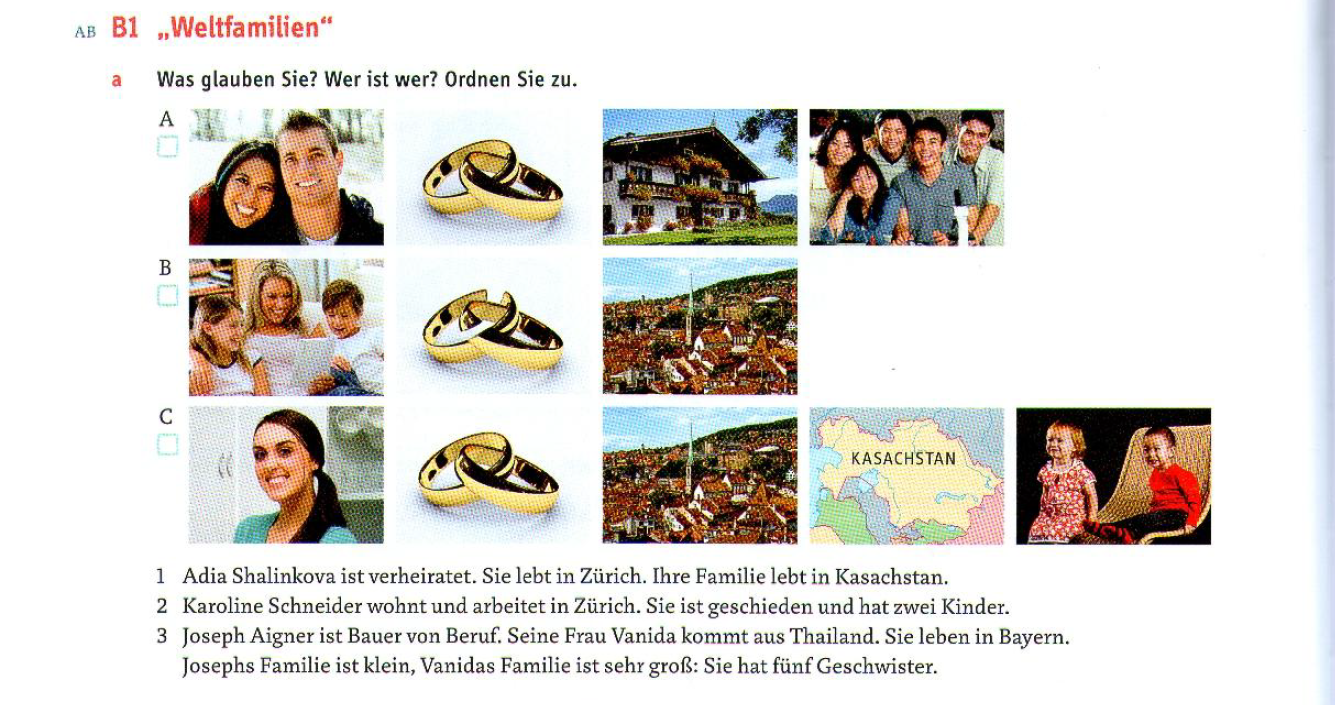 AB B1 „Weltfamilien“
a Was glauben Sie? Wer ist wer? Ordnen Sie zu.
A
B
C
KASACHSTAN
1 Adia Shalinkova ist verheiratet. Sie lebt in Zürich. Ihre Familie lebt in Kasachstan.
2 Karoline Schneider wohnt und arbeitet in Zürich. Sie ist geschieden und hat zwei Kinder.
3 Joseph Aigner ist Bauer von Beruf. Seine Frau Vanida kommt aus Thailand. Sie leben in Bayern.
Josephs Familie ist klein, Vanidas Familie ist sehr groß: Sie hat fünf Geschwister.